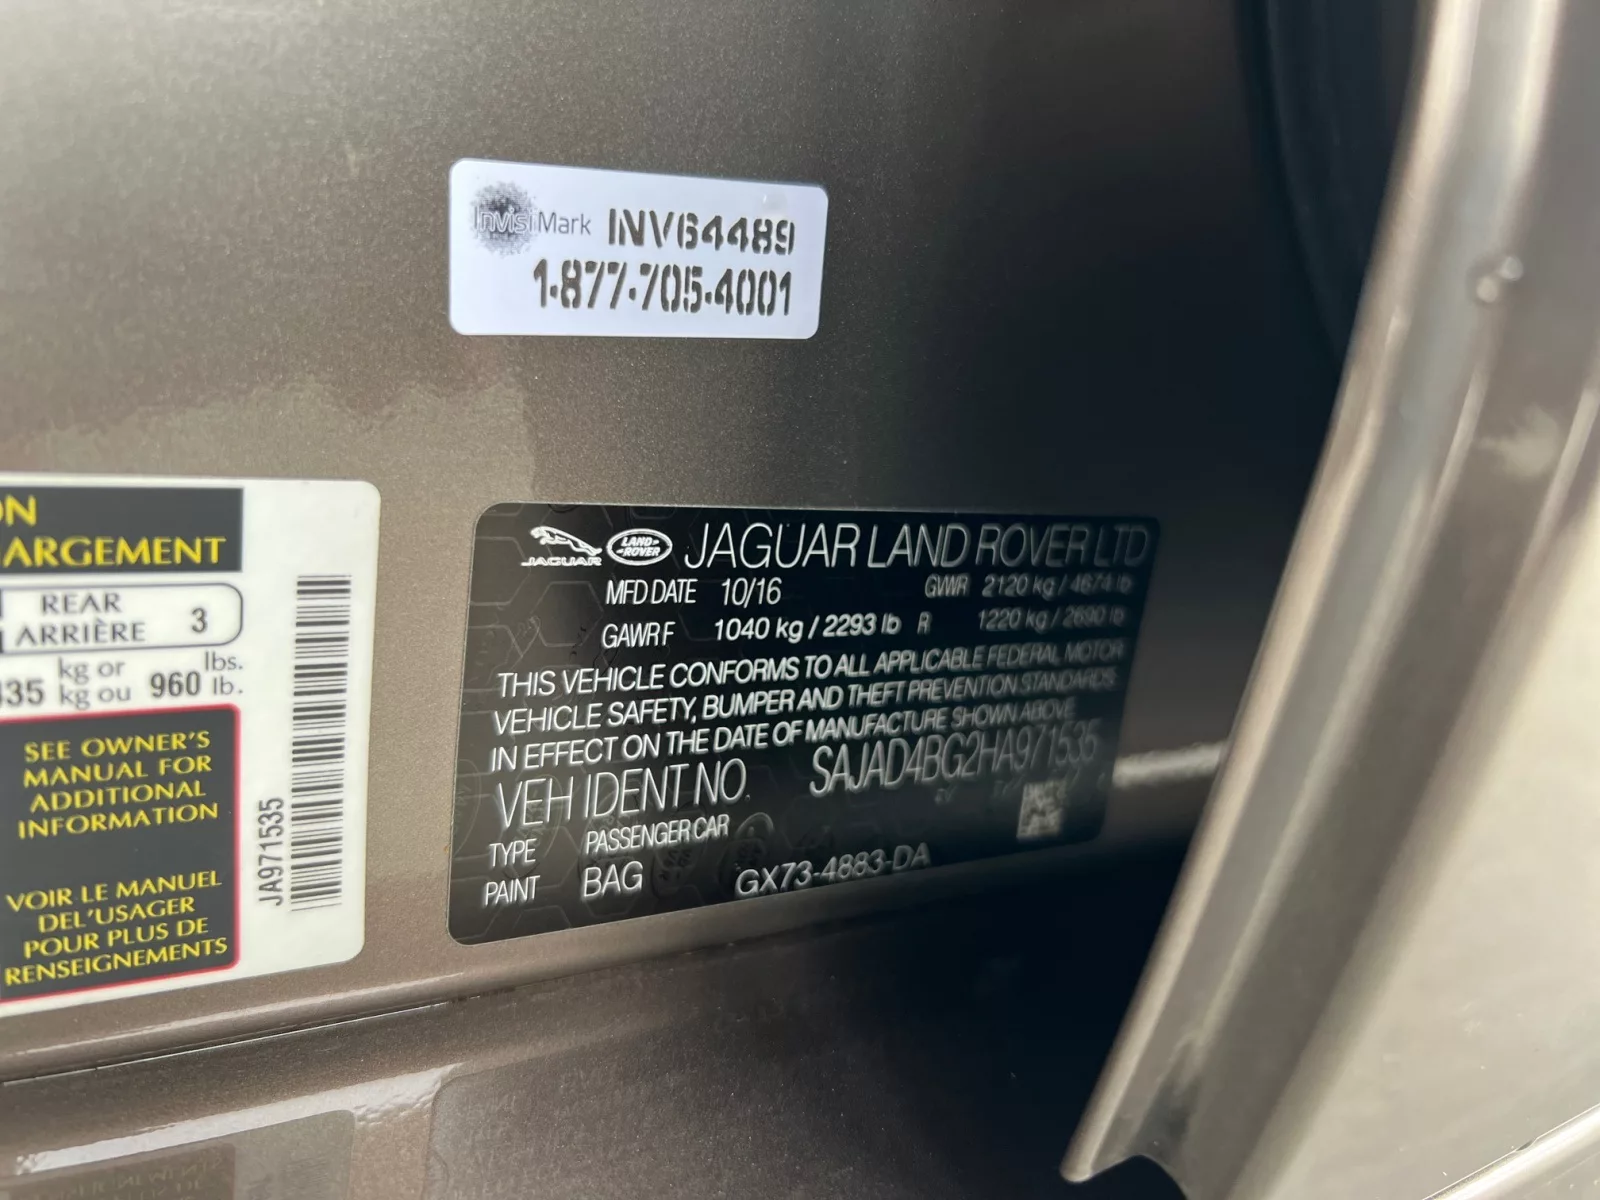 InvisiMark INV64489
1-877-705-4001
ON
ARGEMENT
REAR
ARRIÈRE 3
435 kg or kg ou 960 lbs. lb.
SEE OWNER'S
MANUAL FOR
ADDITIONAL
INFORMATION
VOIR LE MANUEL
DEL'USAGER
POUR PLUS DE
RENSEIGNEMENTS
JA971535
JAGUAR LAND ROVER JAGUAR LAND ROVER LTD
MFD DATE 10/16 GVWR 2120 kg / 4674 lb
GAWR F 1040 kg / 2293 lb R 1220 kg / 2690 lb
THIS VEHICLE CONFORMS TO ALL APPLICABLE FEDERAL MOTOR
VEHICLE SAFETY, BUMPER AND THEFT PREVENTION STANDARDS
IN EFFECT ON THE DATE OF MANUFACTURE SHOWN ABOVE
VEH IDENT NO. SAJAD4BG2HA971535
TYPE PASSENGER CAR
PAINT BAG GX73-4883-DA